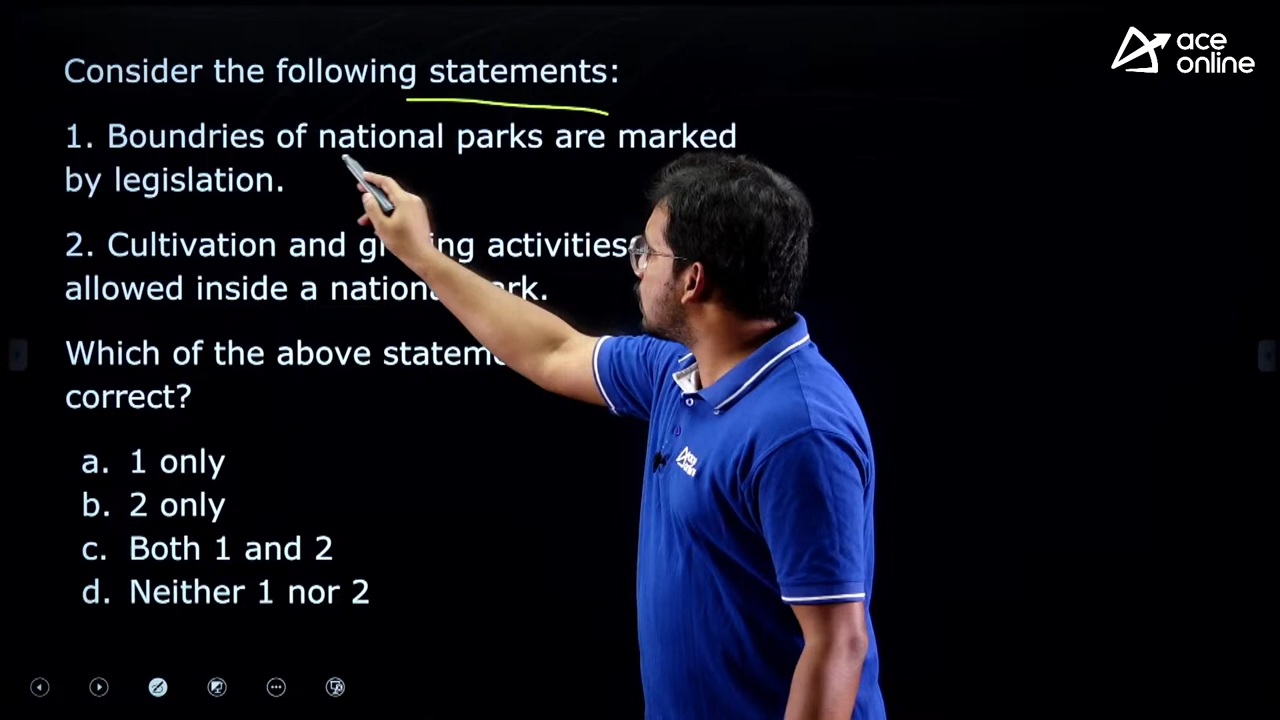 ace
online
Consider the following statements:
1. Boundries of national parks are marked
by legislation.
2. Cultivation and activities
allowed inside a
Which of the above
correct?
a. 1 only
b. 2 only
c. Both 1 and 2
d. Neither 1 nor 2